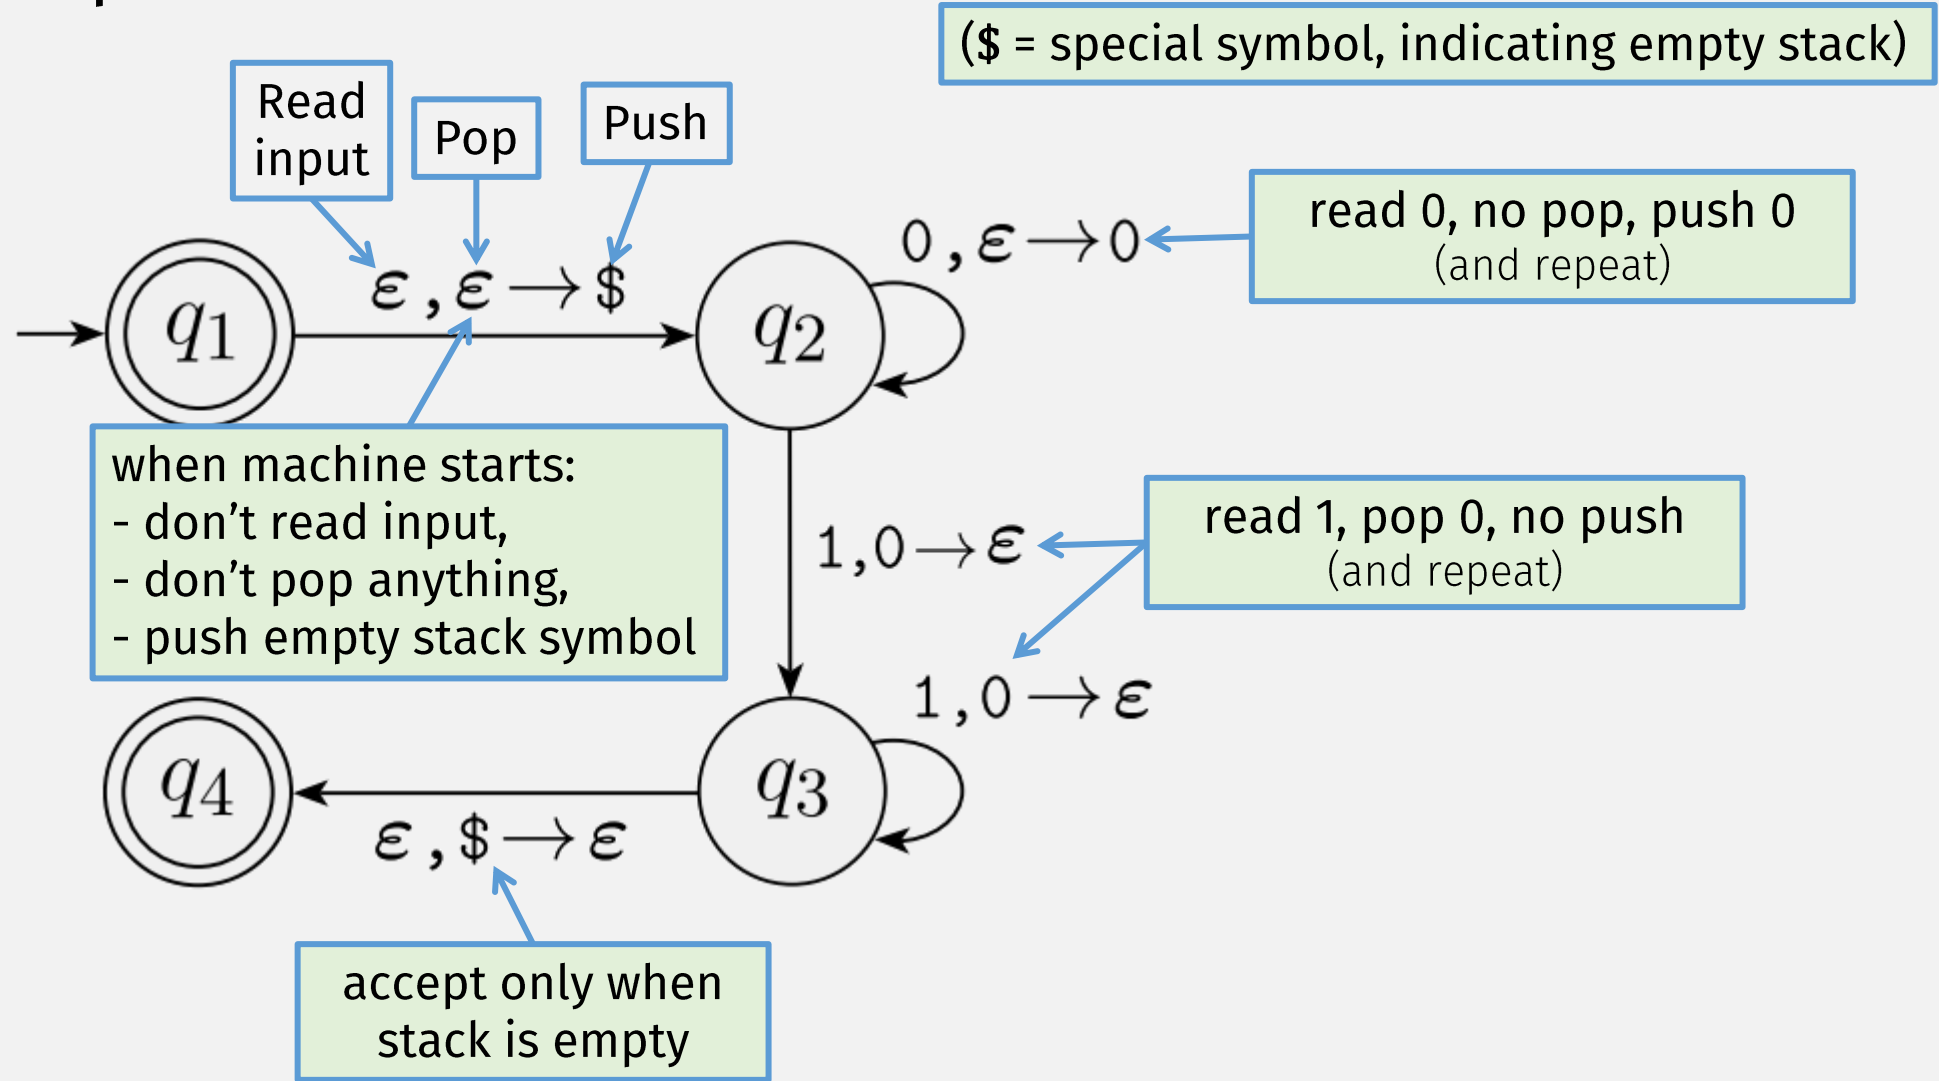 ($ = special symbol, indicating empty stack)
Read
input
Pop
Push
ε,ε→$
0,ε→0
read 0, no pop, push 0
(and repeat)
q1
q2
when machine starts:
- don’t read input,
- don’t pop anything,
- push empty stack symbol
1,0→ε
read 1, pop 0, no push
(and repeat)
1,0→ε
q4
q3
ε,$→ε
accept only when
stack is empty